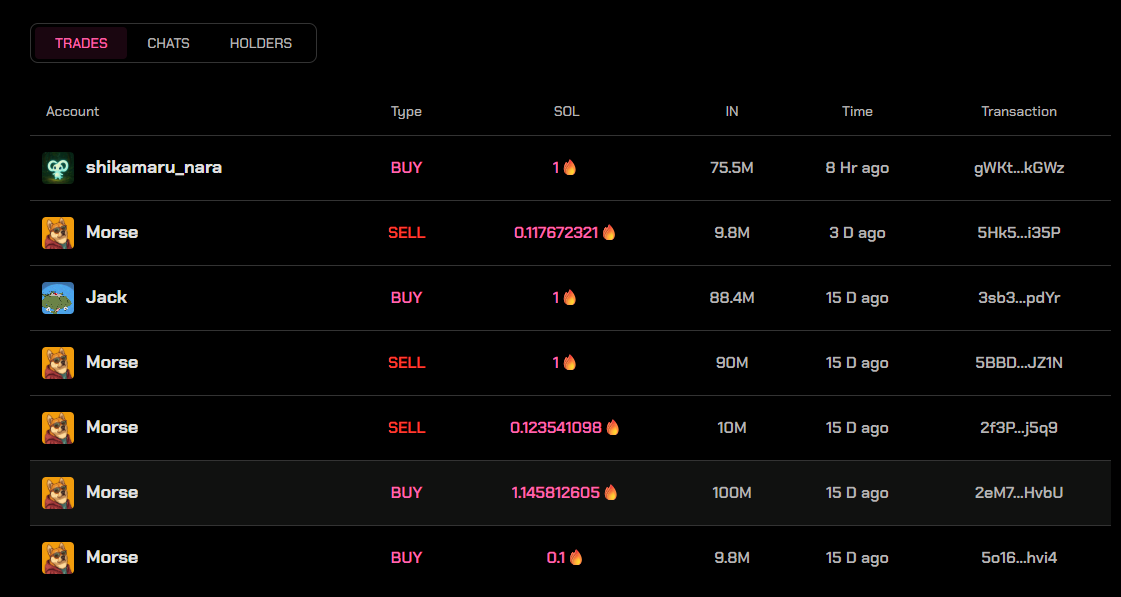 TRADES CHATS HOLDERS
Account Type SOL IN Time Transaction
shikamaru_nara BUY 1 75.5M 8 Hr ago gWKt...kGWz
Morse SELL 0.117672321 9.8M 3 D ago 5Hk5...i35P
Jack BUY 1 88.4M 15 D ago 3sb3...pdYr
Morse SELL 1 90M 15 D ago 5BBD...JZ1N
Morse SELL 0.123541098 10M 15 D ago 2f3P...j5q9
Morse BUY 1.145812605 100M 15 D ago 2eM7...HvbU
Morse BUY 0.1 9.8M 15 D ago 5o16...hvi4